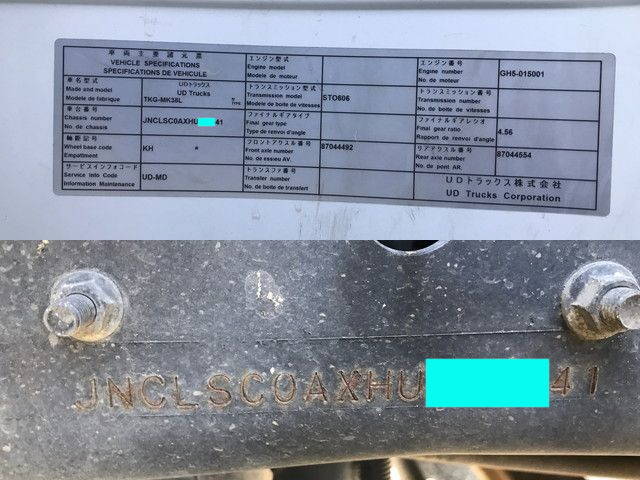 車両主要諸元票
VEHICLE SPECIFICATIONS
SPECIFICATIONS DE VEHICULE
車名型式
Made and model
Modele de fabrique
UDトラックス
UD Trucks
TKG-MK38L
車台番号
Chassis number
No. de chassis
JNCLSC0AXHU 41
軸距記号
Wheel base code
Empattment
KH *
サービスインフォコード
Service info Code
Information Maintenance
UD-MD
エンジン型式
Engine model
Modele de moteur
トランスミッション型式
Transmission model
Modele de boite de vitesses
STO606
ファイナルギアタイプ
Final gear type
Type de renvoi d'angle
フロントアクスル番号
Front axle number
No. de essieu AV.
87044492
トランスファ番号
Transfer number
No. de boite de transfert
エンジン番号
Engine number
No. de moteur
GH5-015001
トランスミッション番号
Transmission number
No. de boite de vitesses
ファイナルギアレシオ
Final gear ratio
Rapport de renvoi d'angle
4.56
リアアクスル番号
Rear axle number
No. de pent AR.
87044554
UDトラックス株式会社
UD Trucks Corporation
JNCLSC0AXHU 41